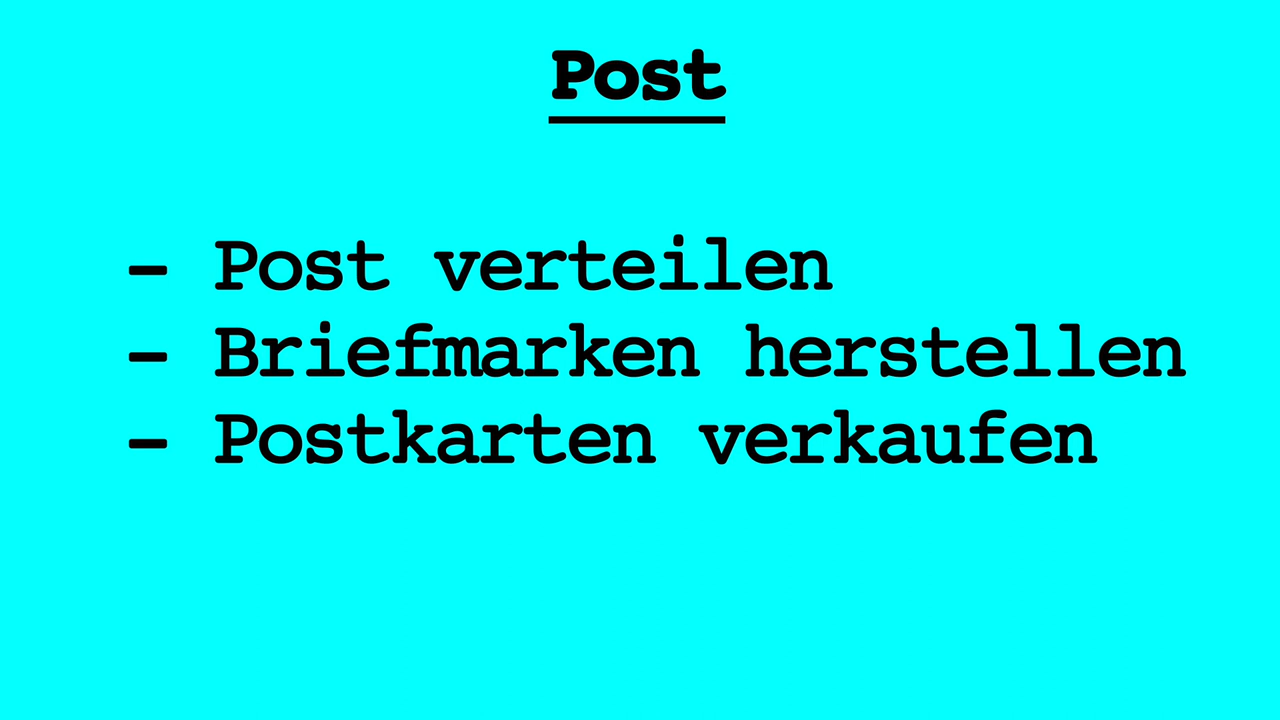 Post
- Post verteilen
- Briefmarken herstellen
- Postkarten verkaufen